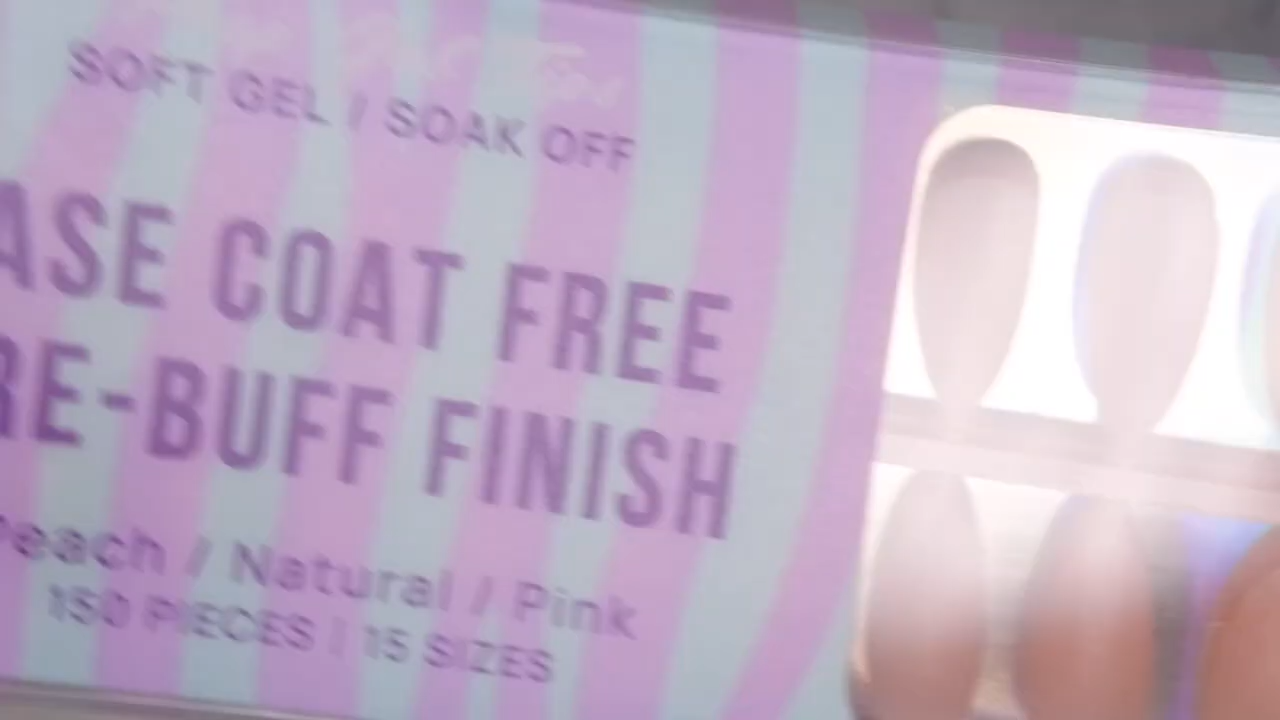 SOFT GEL / SOAK OFF
ASE COAT FREE
RE-BUFF FINISH
Peach / Natural / Pink
150 PIECES | 15 SIZES